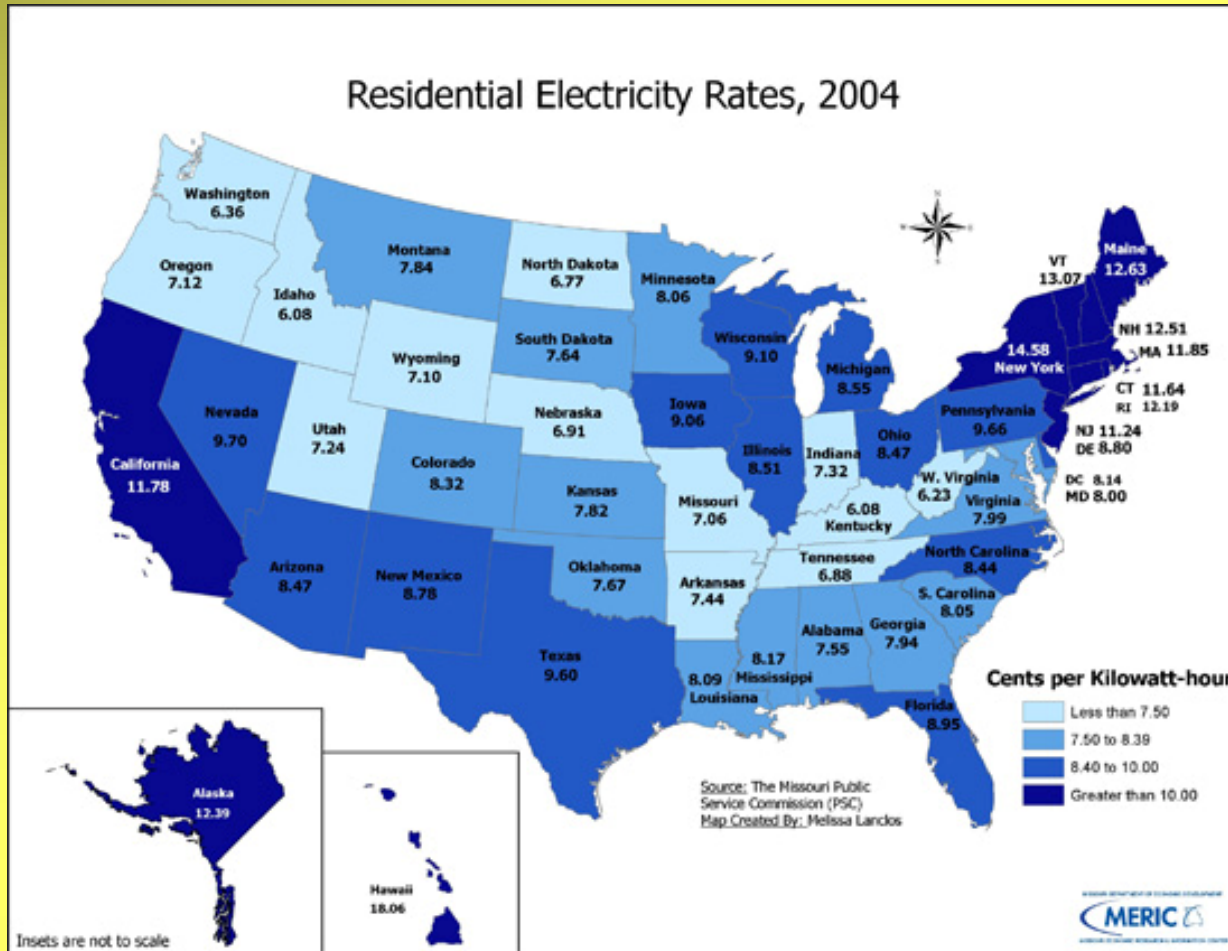 Residential Electricity Rates, 2004
Washington
6.36
Oregon
7.12
Idaho
6.08
Montana
7.84
North Dakota
6.77
Minnesota
8.06
South Dakota
7.64
Wyoming
7.10
Wisconsin
9.10
Michigan
8.55
VT
13.07
Maine
12.63
NH 12.51
MA 11.85
14.58
New York
CT 11.64
RI 12.19
NJ 11.24
DE 8.80
DC 8.14
MD 8.00
Nevada
9.70
California
11.78
Utah
7.24
Colorado
8.32
Nebraska
6.91
Kansas
7.82
Iowa
9.06
Illinois
8.51
Indiana
7.32
Ohio
8.47
Pennsylvania
9.66
W. Virginia
6.23
Virginia
7.99
Missouri
7.06
6.08
Kentucky
Tennessee
6.88
North Carolina
8.44
S. Carolina
8.05
Arizona
8.47
New Mexico
8.78
Oklahoma
7.67
Arkansas
7.44
Texas
9.60
8.09
Louisiana
8.17
Mississippi
Alabama
7.55
Georgia
7.94
Florida
8.95
Cents per Kilowatt-hour
Less than 7.50
7.50 to 8.39
8.40 to 10.00
Greater than 10.00
Alaska
12.39
Insets are not to scale
Hawaii
18.06
Source: The Missouri Public
Service Commission (PSC)
Map Created By: Melissa Lanclos
MERIC